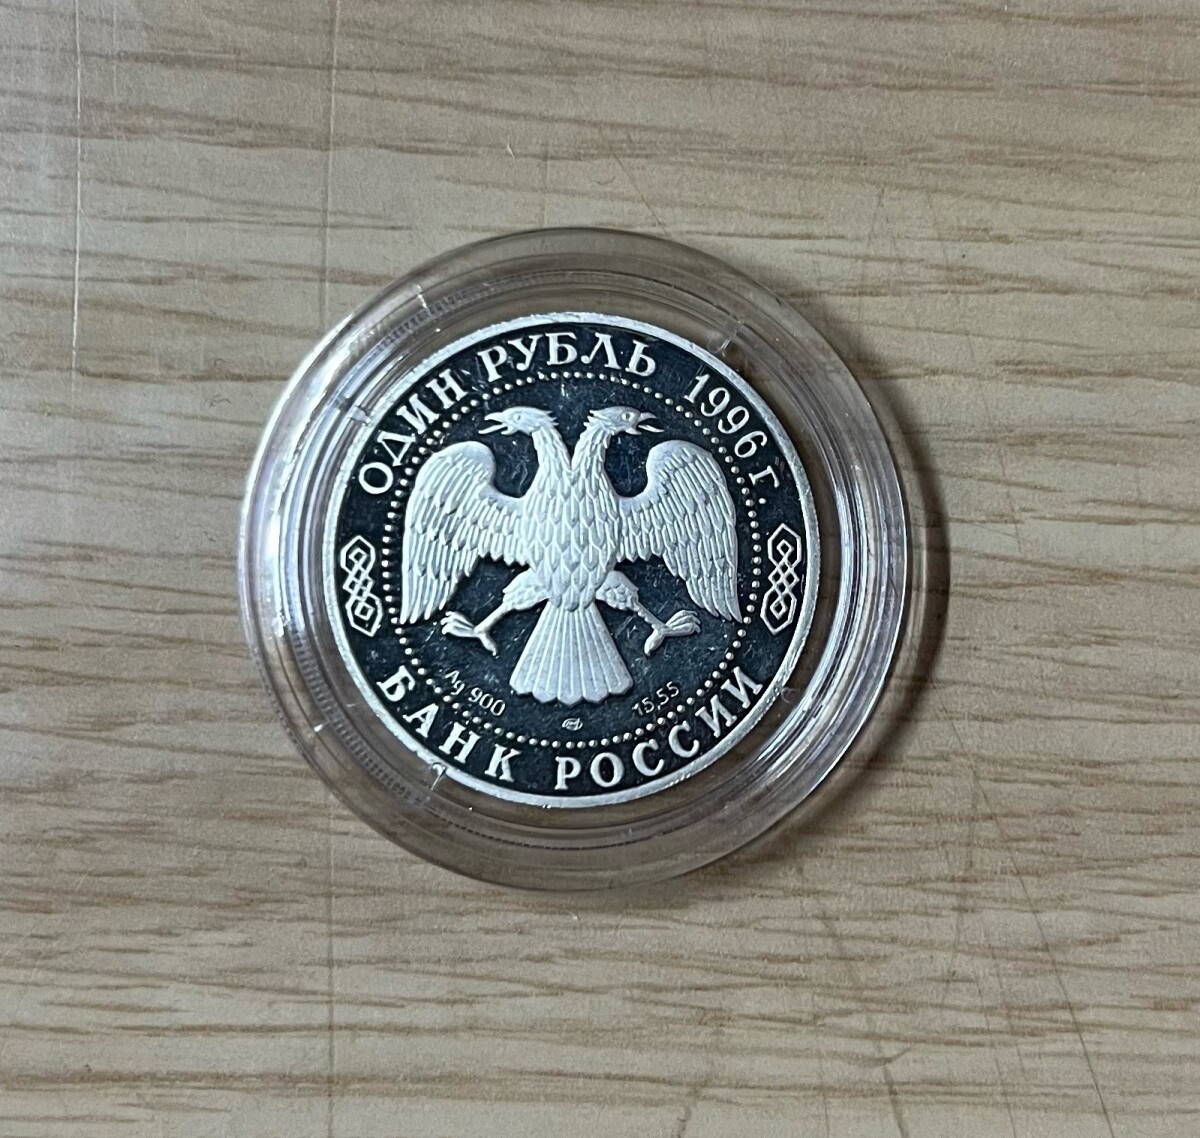 ОДИН РУБЛЬ 1996 г.
Ag 900
15,55
БАНК РОССИИ